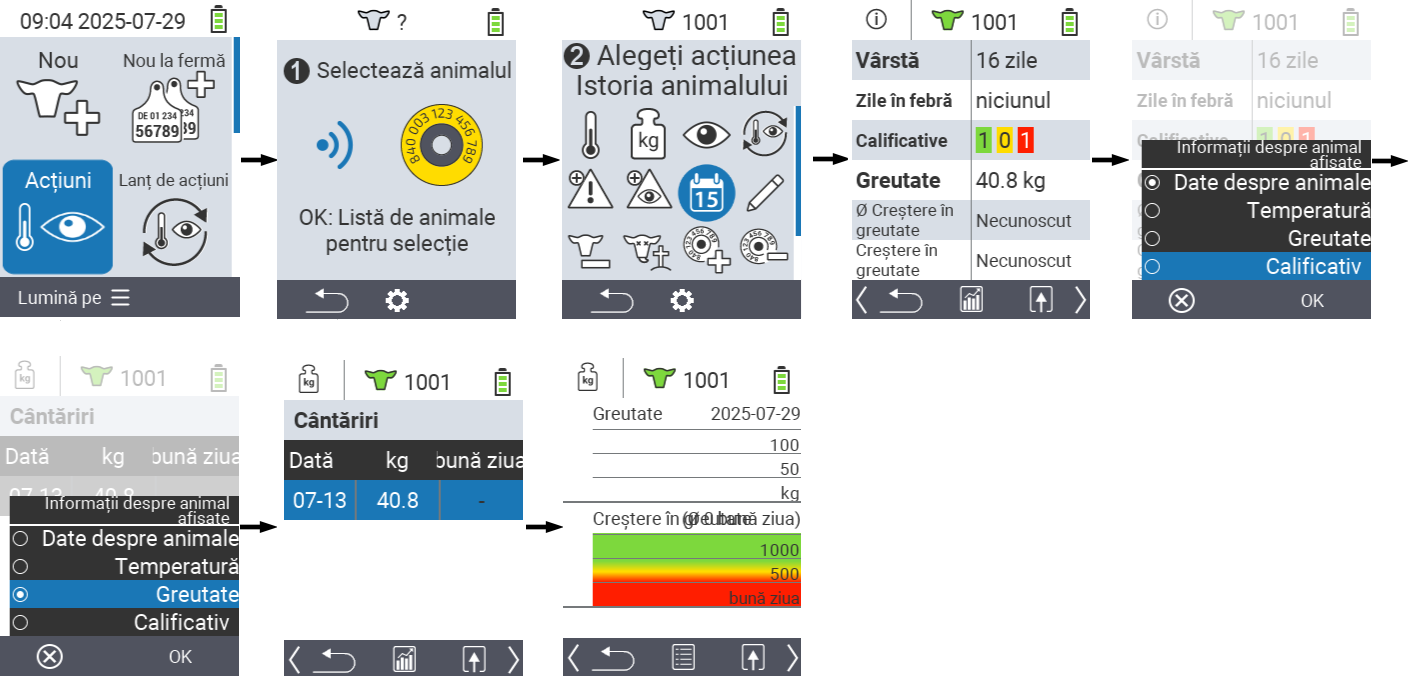 09:04 2025-07-29
Nou
Nou la fermă
DE 01 234
234
56789
89
Acțiuni
Lanț de acțiuni
Lumină pe
?
1 Selectează animalul
840 003 123 456 789
OK: Listă de animale
pentru selecție
1001
2 Alegeți acțiunea
Istoria animalului
kg
15
1001
Vârstă 16 zile
Zile în febră niciunul
Calificative 1 0 1
Greutate 40.8 kg
Ø Creștere în
greutate
Necunoscut
Creștere în
greutate
Necunoscut
1001
Vârstă 16 zile
Zile în febră niciunul
Calificative 1 0 1
Informații despre animal
afișate
Date despre animale
Temperatură
Greutate
Calificativ
OK
kg
1001
Cântăriri
Dată kg bună ziua
07-13 40.8
Informații despre animal
afișate
Date despre animale
Temperatură
Greutate
Calificativ
OK
kg
1001
Cântăriri
Dată kg bună ziua
07-13 40.8 -
kg
1001
Greutate 2025-07-29
100
50
kg
Creștere în greutate
(Ø 0 bună ziua)
1000
500
bună ziua